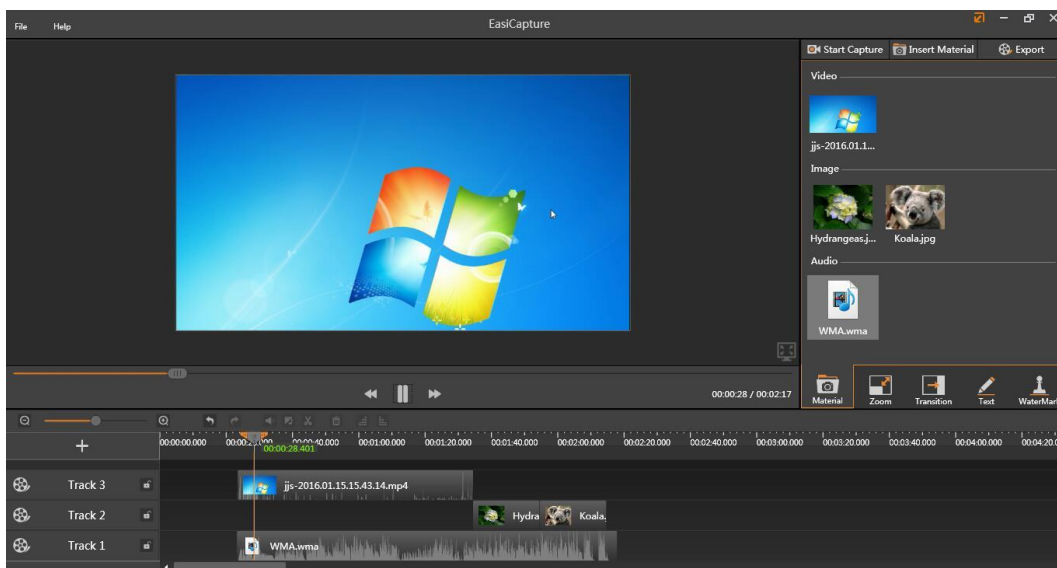 File Help EasiCapture
Start Capture Insert Material Export
Video
jjs-2016.01.1...
Image
Hydrangeas.j... Koala.jpg
Audio
WMA.wma
00:00:28 / 00:02:17
Material Zoom Transition Text WaterMark
+ 00:00:00.000 00:00:40.000 00:01:00.000 00:01:20.000 00:01:40.000 00:02:00.000 00:02:20.000 00:02:40.000 00:03:00.000 00:03:20.000 00:03:40.000 00:04:00.000 00:04:20.0
00:00:28.401
Track 3 jjs-2016.01.15.15.43.14.mp4
Track 2 Hydra Koala.
Track 1 WMA.wma